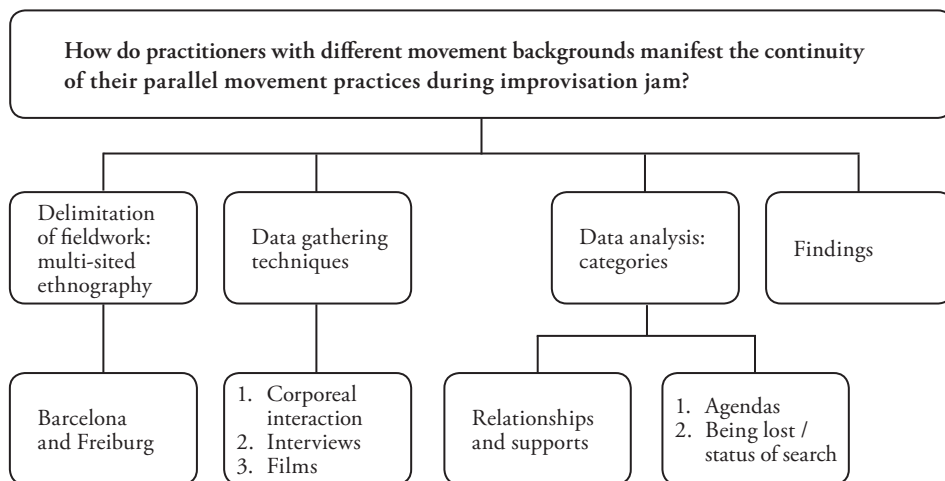 How do practitioners with different movement backgrounds manifest the continuity
of their parallel movement practices during improvisation jam?
Delimitation
of fieldwork:
multi-sited
ethnography
Data gathering
techniques
Data analysis:
categories
Findings
Barcelona
and Freiburg
1. Corporeal
interaction
2. Interviews
3. Films
Relationships
and supports
1. Agendas
2. Being lost /
status of search